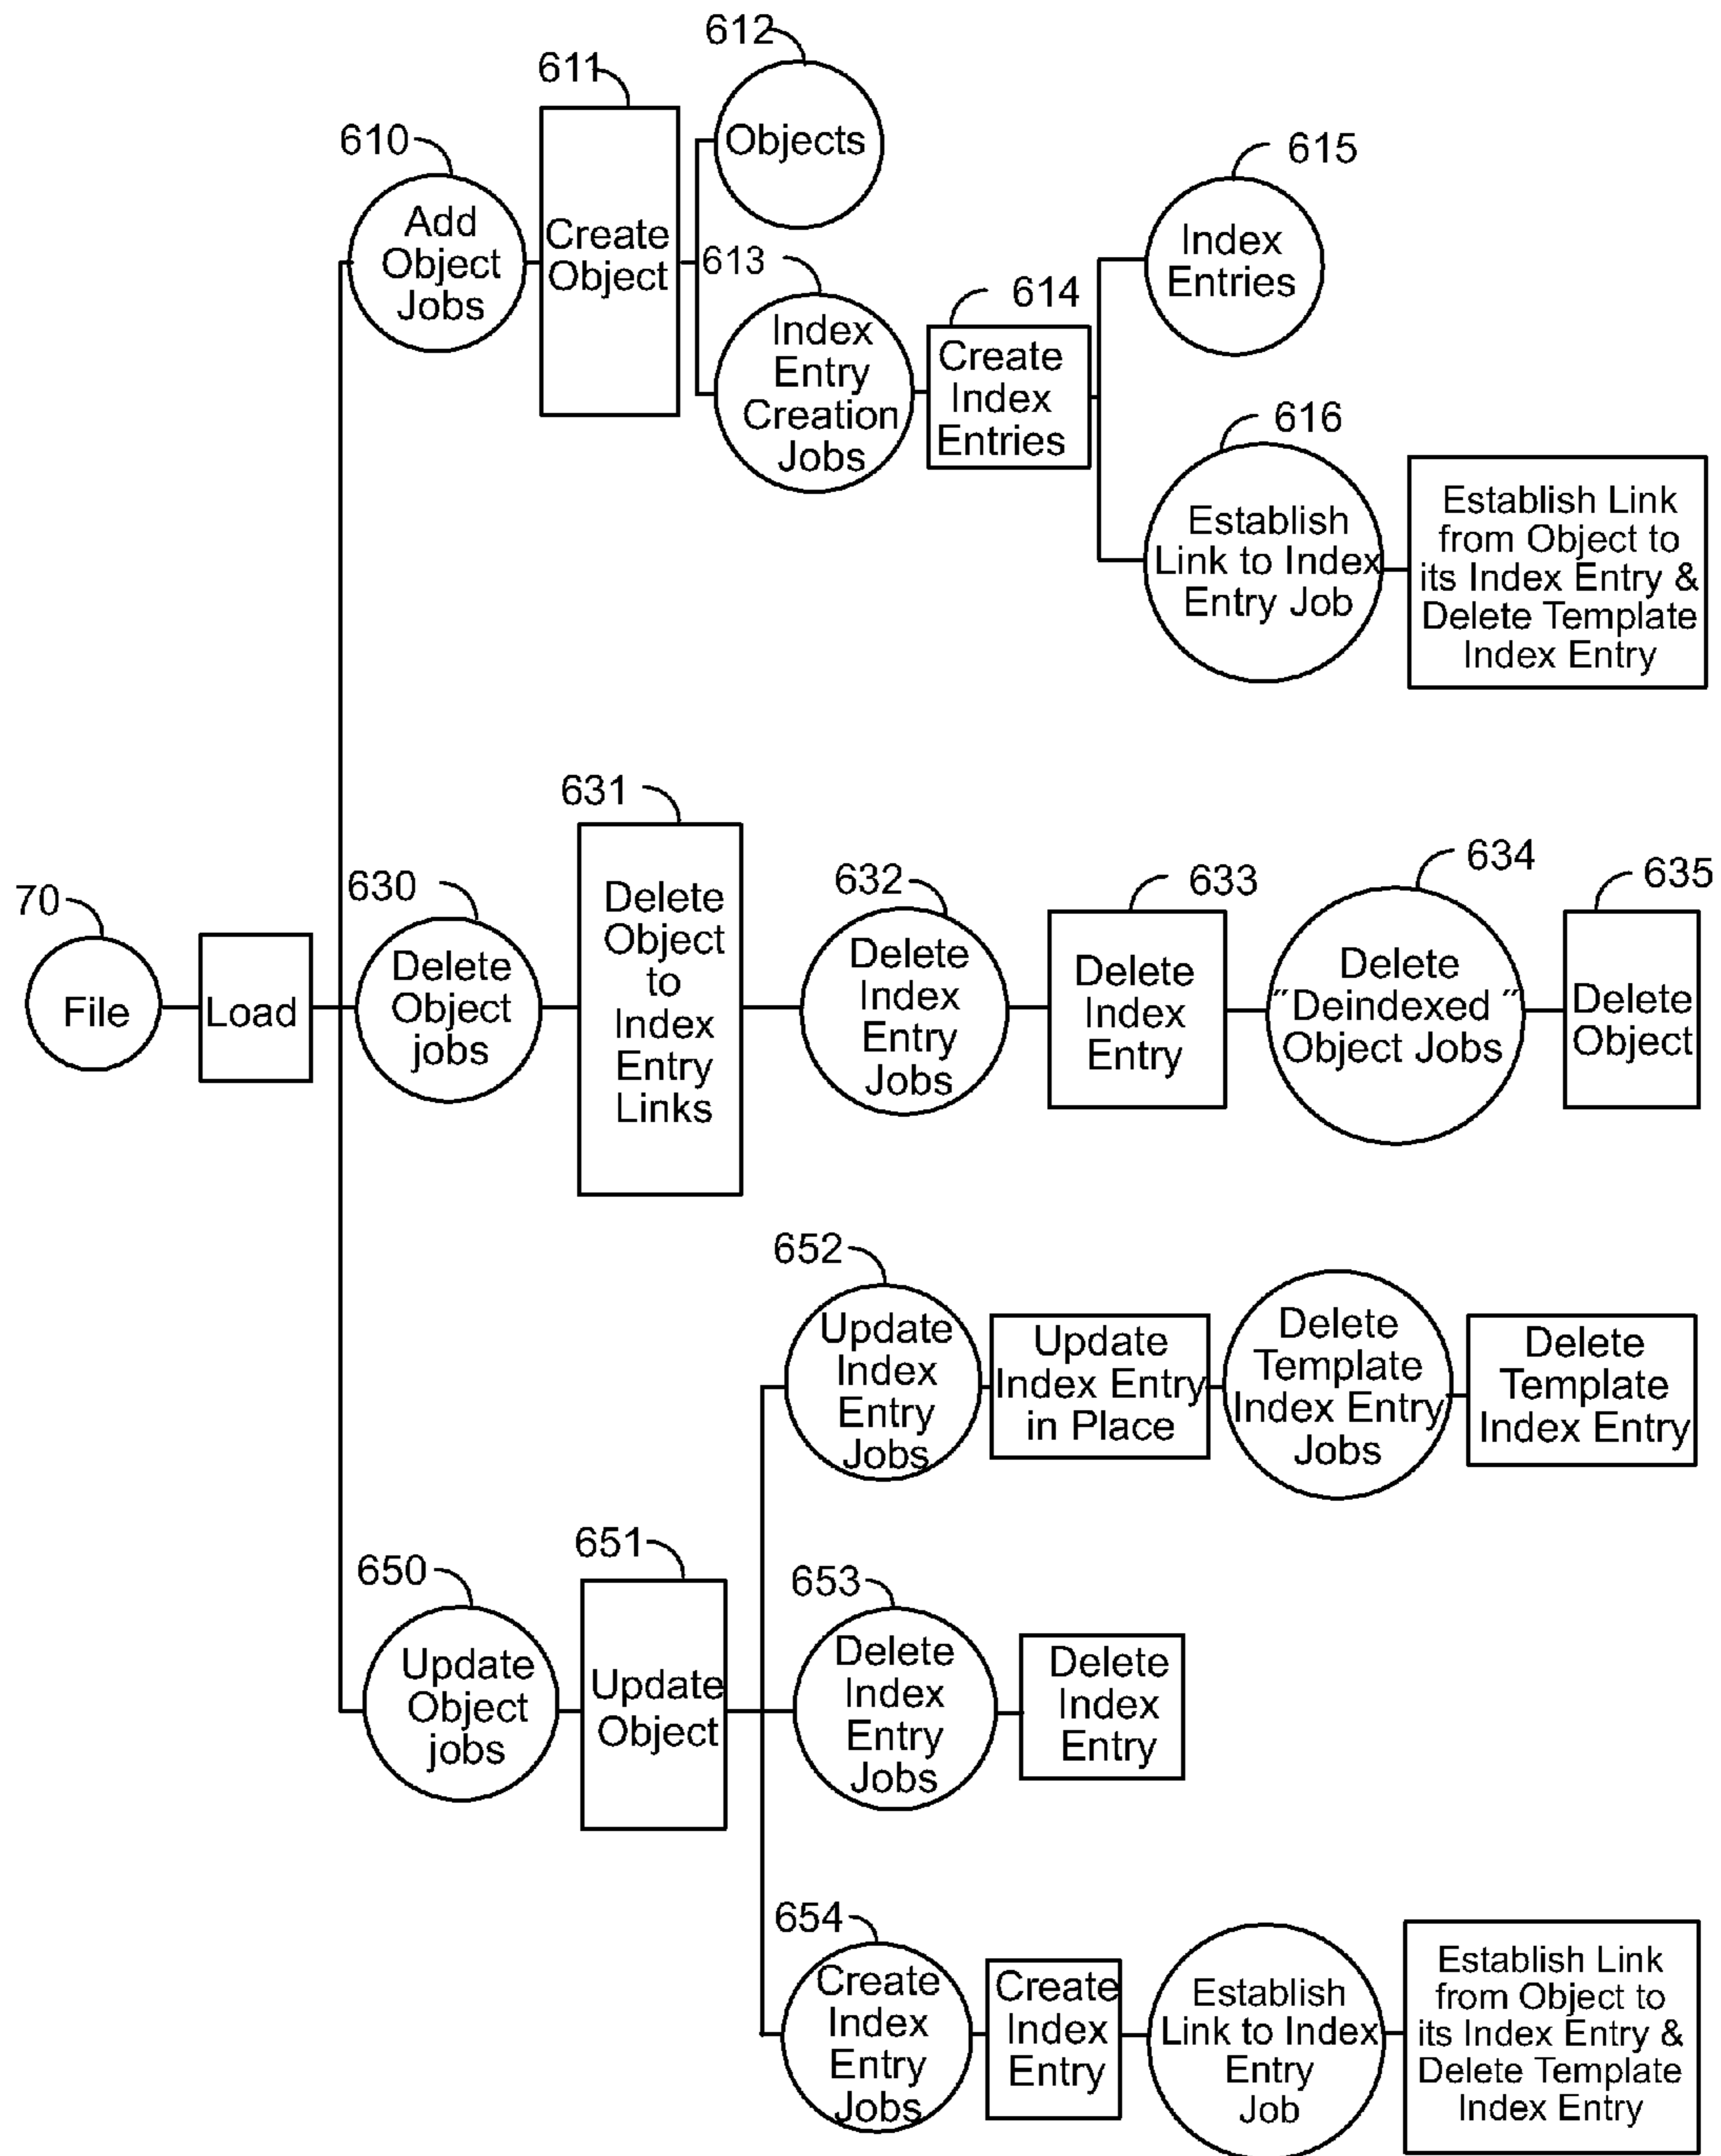 612
611
610
Objects
615
Add
Object
Jobs
Create
Object
613
Index
Entries
614
Index
Entry
Creation
Jobs
Create
Index
Entries
616
Establish
Link to Index
Entry Job
Establish Link
from Object to
its Index Entry &
Delete Template
Index Entry
631
70
630
632
633
634
635
File
Load
Delete
Object
jobs
Delete
Object
to
Index
Entry
Links
Delete
Index
Entry
Jobs
Delete
Index
Entry
Delete
"Deindexed "
Object Jobs
Delete
Object
652
Update
Index
Entry
Jobs
Update
Index Entry
in Place
Delete
Template
Index Entry
Jobs
Delete
Template
Index Entry
650
651
653
Update
Object
jobs
Update
Object
Delete
Index
Entry
Jobs
Delete
Index
Entry
654
Create
Index
Entry
Jobs
Create
Index
Entry
Establish
Link to Index
Entry
Job
Establish Link
from Object to
its Index Entry &
Delete Template
Index Entry